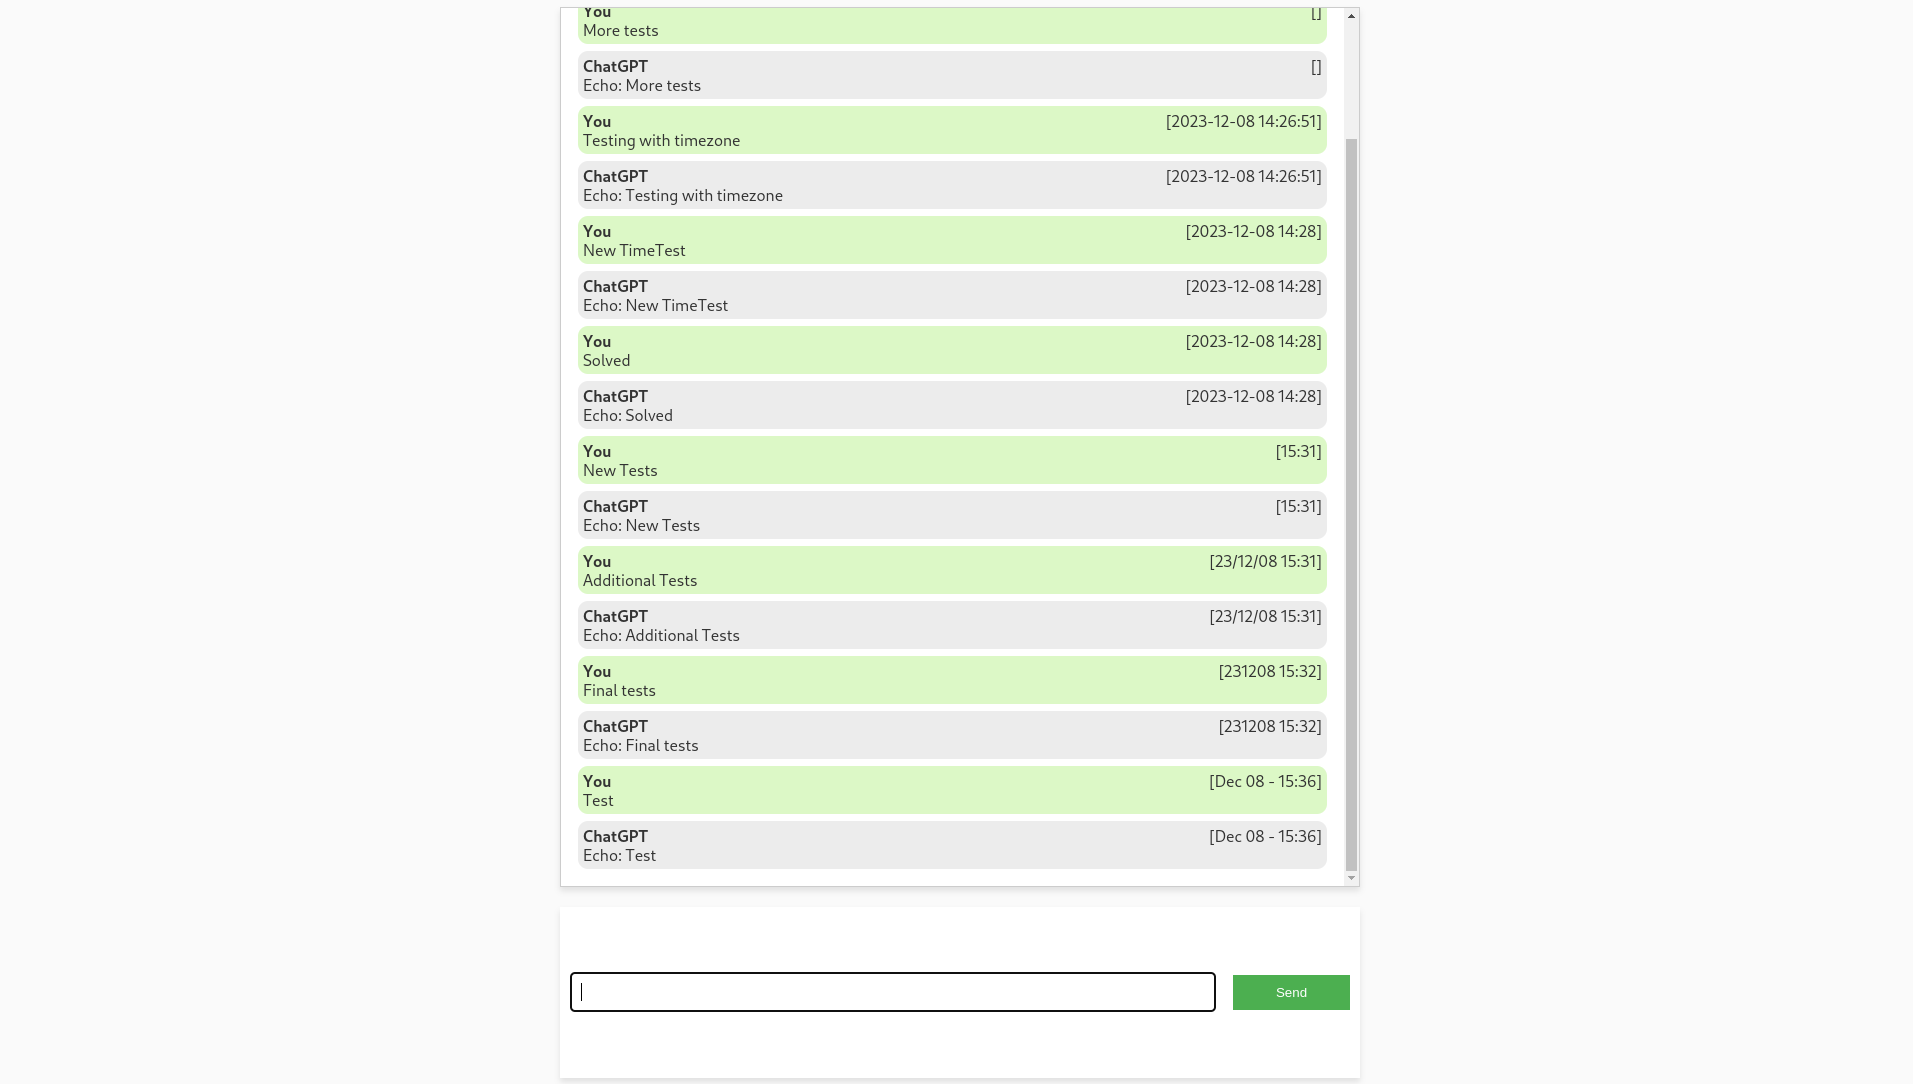 You []
More tests
ChatGPT []
Echo: More tests
You [2023-12-08 14:26:51]
Testing with timezone
ChatGPT [2023-12-08 14:26:51]
Echo: Testing with timezone
You [2023-12-08 14:28]
New TimeTest
ChatGPT [2023-12-08 14:28]
Echo: New TimeTest
You [2023-12-08 14:28]
Solved
ChatGPT [2023-12-08 14:28]
Echo: Solved
You [15:31]
New Tests
ChatGPT [15:31]
Echo: New Tests
You [23/12/08 15:31]
Additional Tests
ChatGPT [23/12/08 15:31]
Echo: Additional Tests
You [231208 15:32]
Final tests
ChatGPT [231208 15:32]
Echo: Final tests
You [Dec 08 - 15:36]
Test
ChatGPT [Dec 08 - 15:36]
Echo: Test
Send